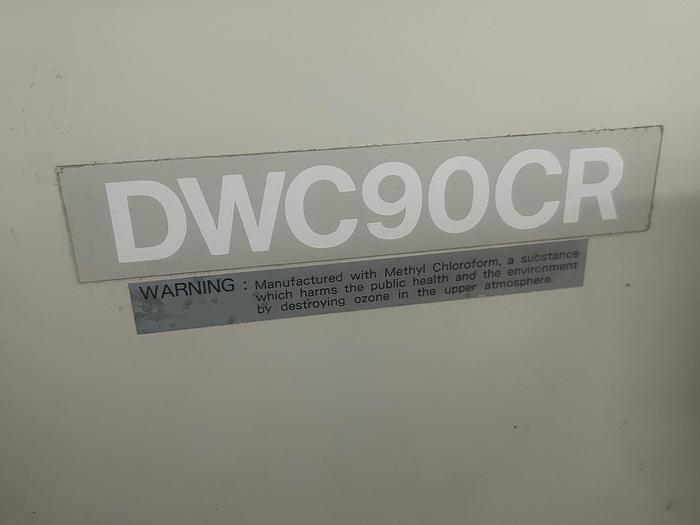 DWC90CR
WARNING : Manufactured with Methyl Chloroform, a substance
which harms the public health and the environment
by destroying ozone in the upper atmosphere.